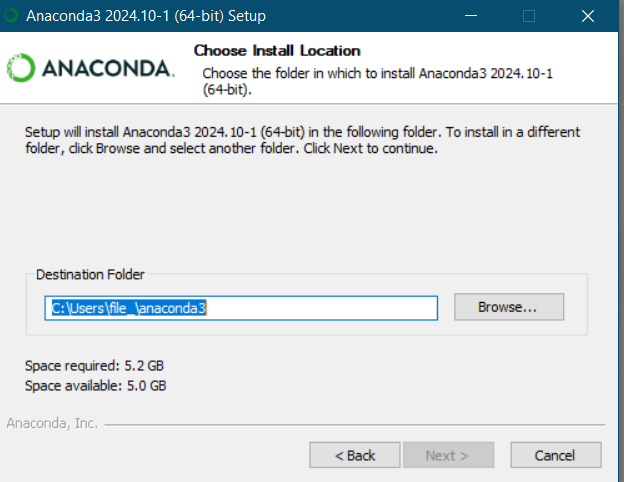 Anaconda3 2024.10-1 (64-bit) Setup
ANACONDA.
Choose Install Location
Choose the folder in which to install Anaconda3 2024.10-1
(64-bit).
Setup will install Anaconda3 2024.10-1 (64-bit) in the following folder. To install in a different
folder, click Browse and select another folder. Click Next to continue.
Destination Folder
C:\Users\file_\anaconda3
Browse...
Space required: 5.2 GB
Space available: 5.0 GB
Anaconda, Inc.
< Back
Next >
Cancel